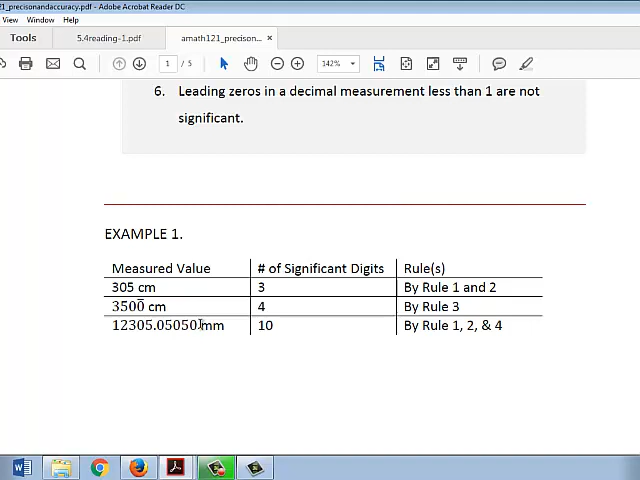 21_precisonandaccuracy.pdf - Adobe Acrobat Reader DC
View Window Help
Tools 5.4reading-1.pdf amath121_precison... ×
1 / 5 142%
6. Leading zeros in a decimal measurement less than 1 are not
significant.
EXAMPLE 1.
Measured Value # of Significant Digits Rule(s)
305 cm 3 By Rule 1 and 2
3500̅ cm 4 By Rule 3
12305.05050 mm 10 By Rule 1, 2, & 4